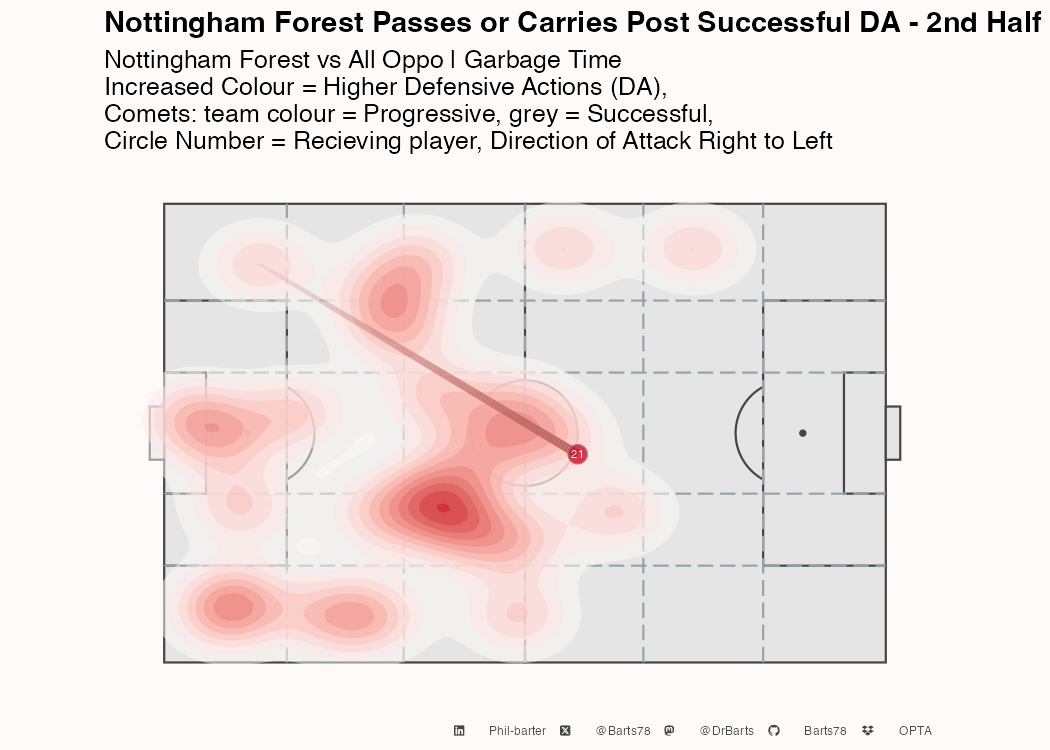 Nottingham Forest Passes or Carries Post Successful DA - 2nd Half
Nottingham Forest vs All Oppo | Garbage Time
Increased Colour = Higher Defensive Actions (DA),
Comets: team colour = Progressive, grey = Successful,
Circle Number = Recieving player, Direction of Attack Right to Left
21
Phil-barter @Barts78 @DrBarts Barts78 OPTA